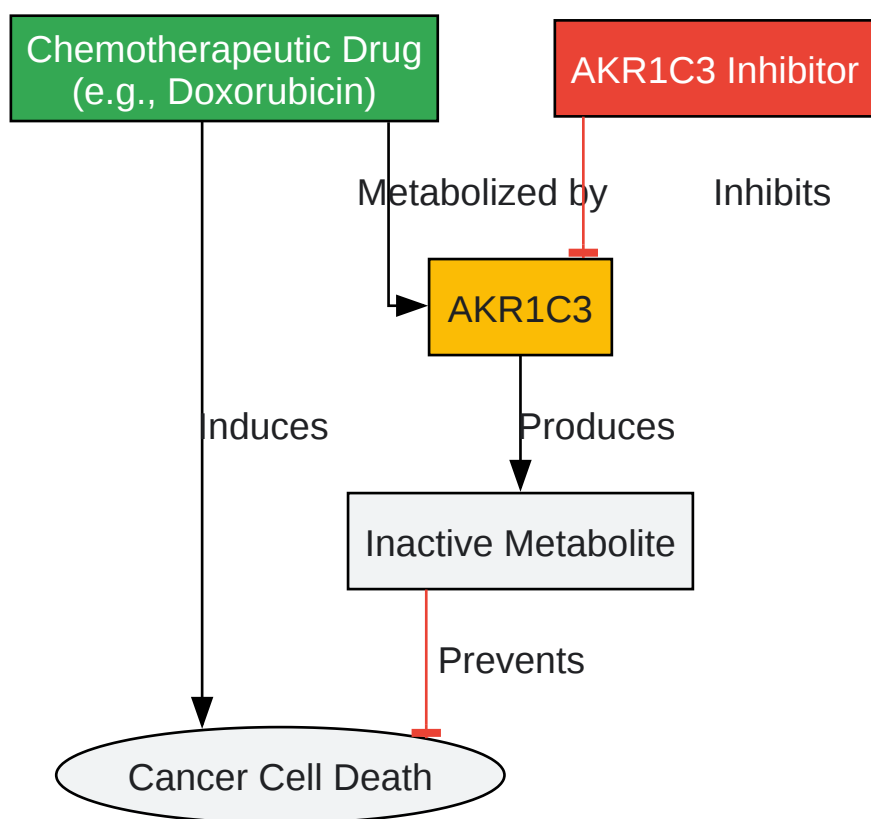 Chemotherapeutic Drug
(e.g., Doxorubicin)
AKR1C3 Inhibitor
Metabolized by
Inhibits
AKR1C3
Induces
Produces
Inactive Metabolite
Prevents
Cancer Cell Death